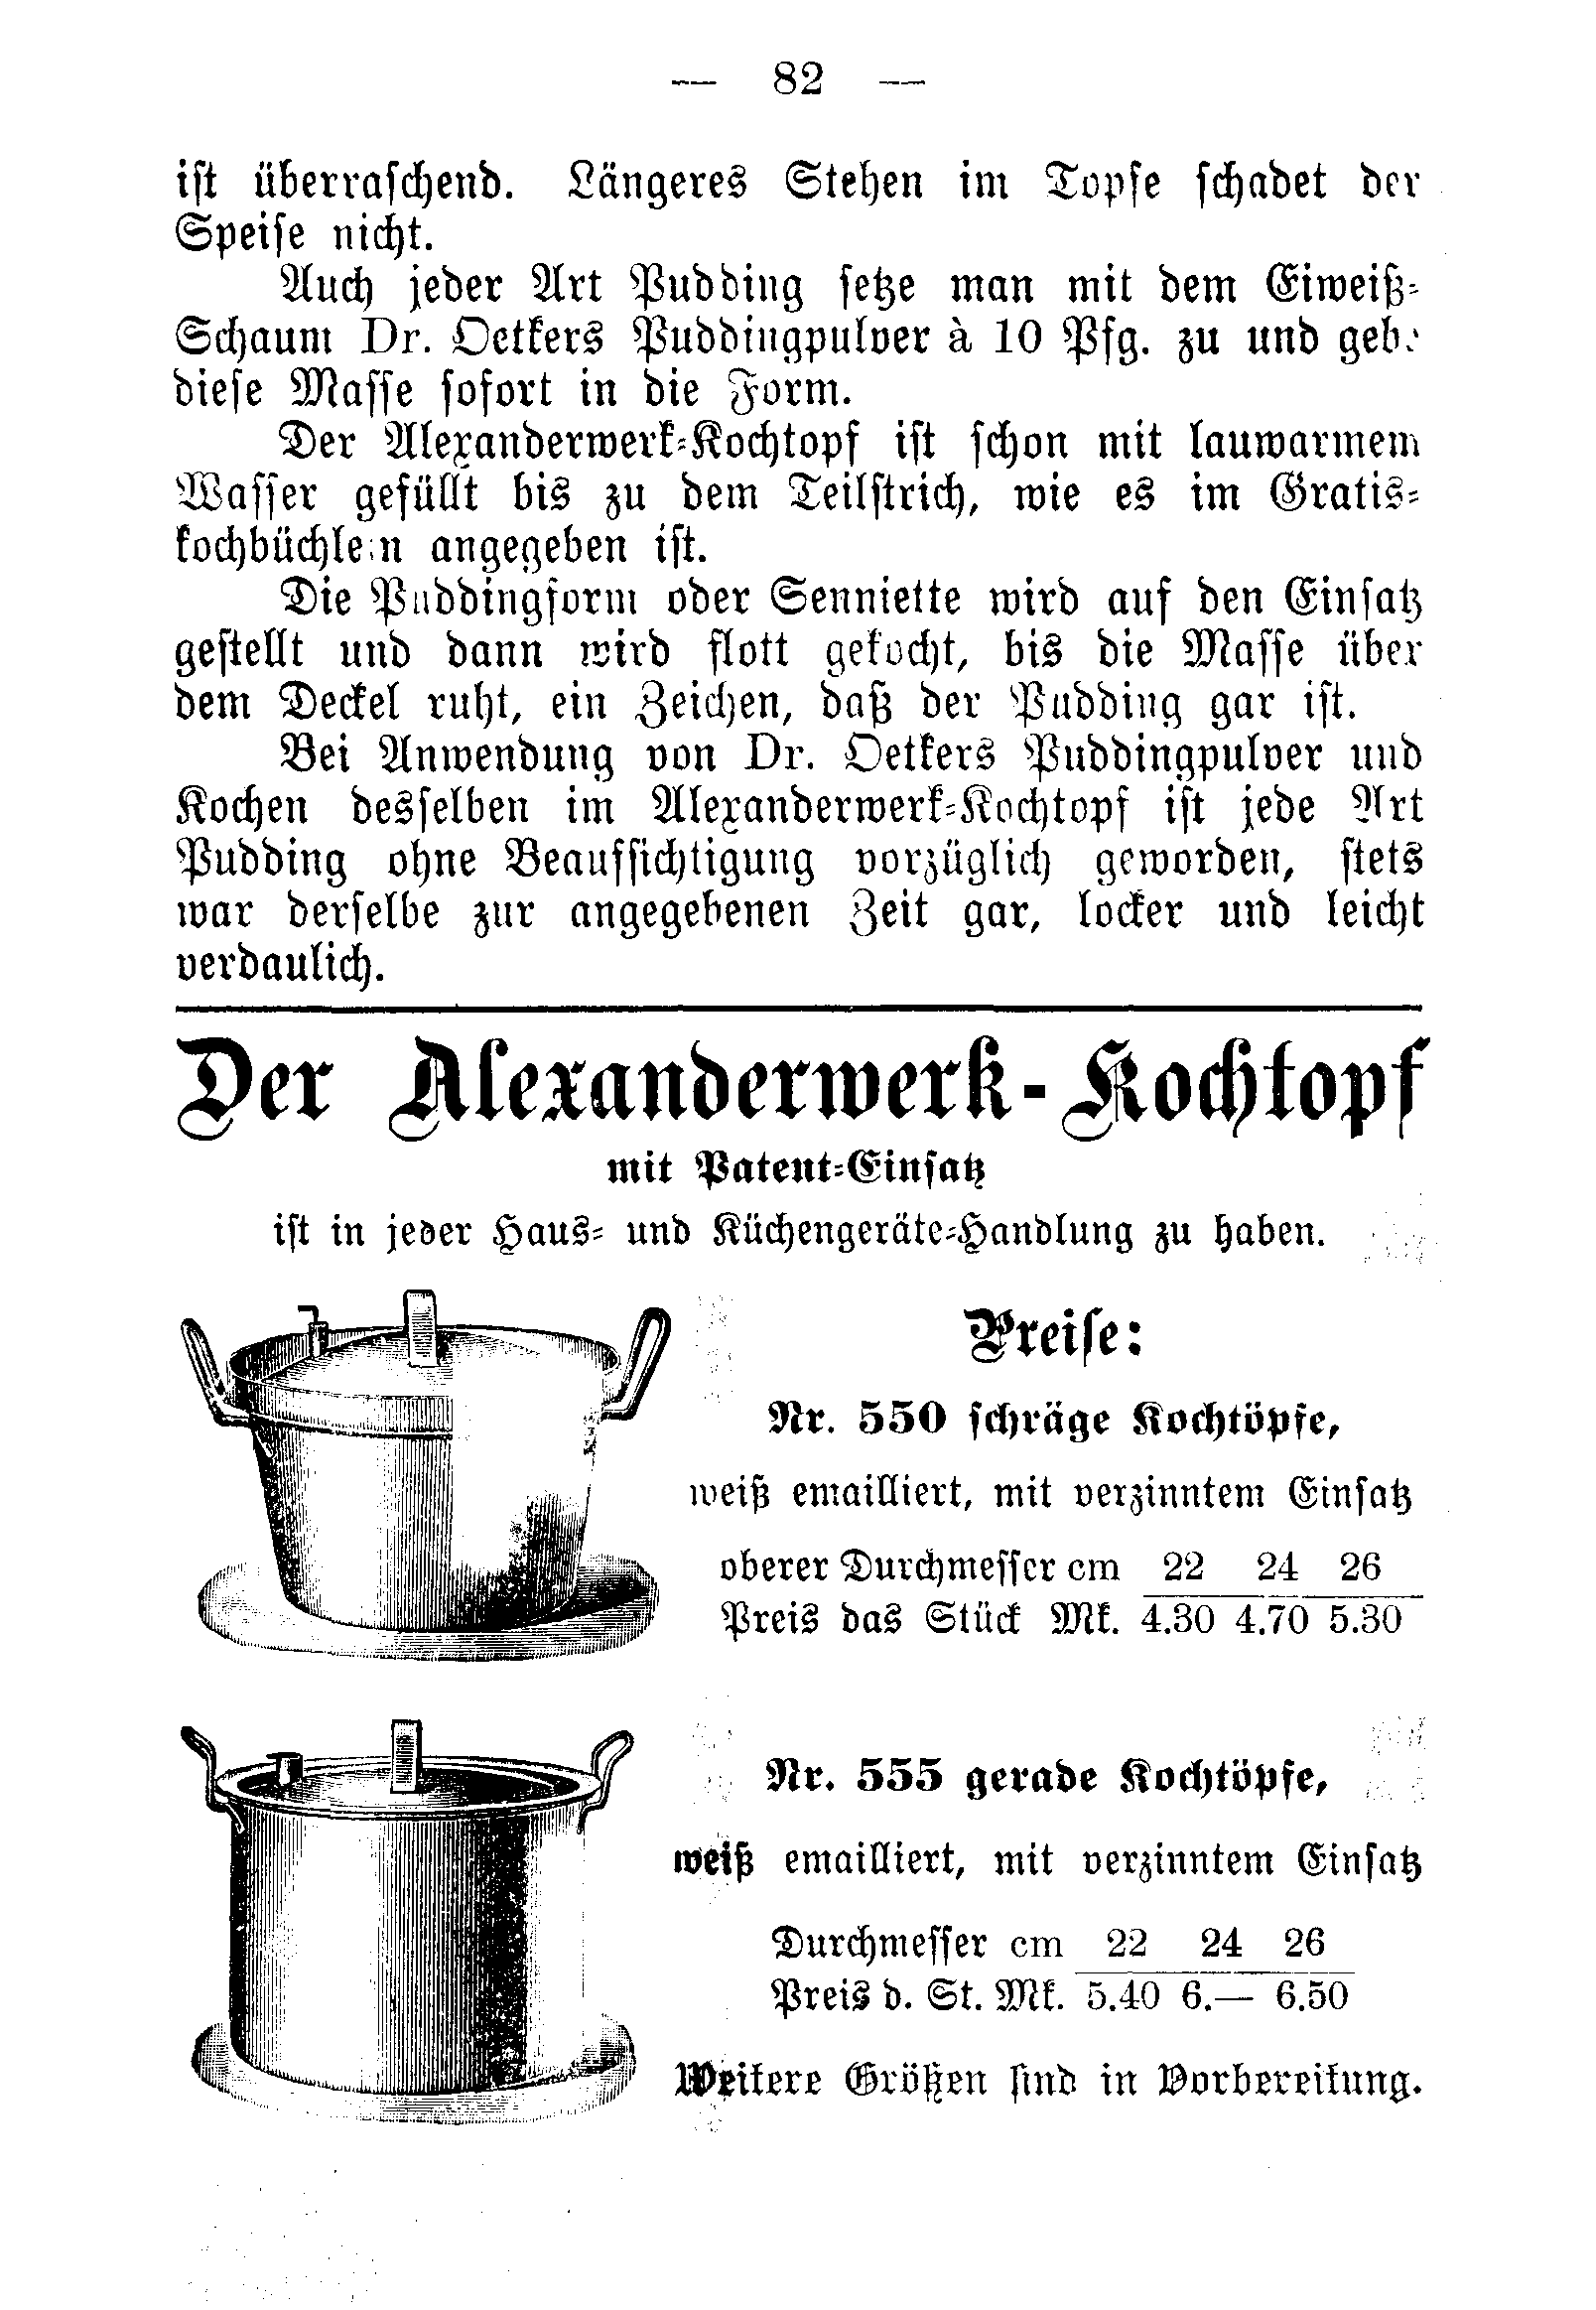 — 82 —
ist überraschend. Längeres Stehen im Topfe schadet der
Speise nicht.
Auch jeder Art Pudding setze man mit dem Eiweiß-
Schaum Dr. Oetkers Puddingpulver à 10 Pfg. zu und gebe
diese Masse sofort in die Form.
Der Alexanderwerk-Kochtopf ist schon mit lauwarmem
Wasser gefüllt bis zu dem Teilstrich, wie es im Gratis-
kochbüchlein angegeben ist.
Die Puddingform oder Senniette wird auf den Einsatz
gestellt und dann wird flott gekocht, bis die Masse über
dem Deckel ruht, ein Zeichen, daß der Pudding gar ist.
Bei Anwendung von Dr. Oetkers Puddingpulver und
Kochen desselben im Alexanderwerk-Kochtopf ist jede Art
Pudding ohne Beaufsichtigung vorzüglich geworden, stets
war derselbe zur angegebenen Zeit gar, locker und leicht
verdaulich.
Der Alexanderwerk-Kochtopf
mit Patent-Einsatz
ist in jeder Haus- und Küchengeräte-Handlung zu haben.
Preise:
Nr. 550 schräge Kochtöpfe,
weiß emailliert, mit verzinntem Einsatz
oberer Durchmesser cm 22 24 26
Preis das Stück Mk. 4.30 4.70 5.30
Nr. 555 gerade Kochtöpfe,
weiß emailliert, mit verzinntem Einsatz
Durchmesser cm 22 24 26
Preis d. St. Mk. 5.40 6.— 6.50
Weitere Größen sind in Vorbereitung.